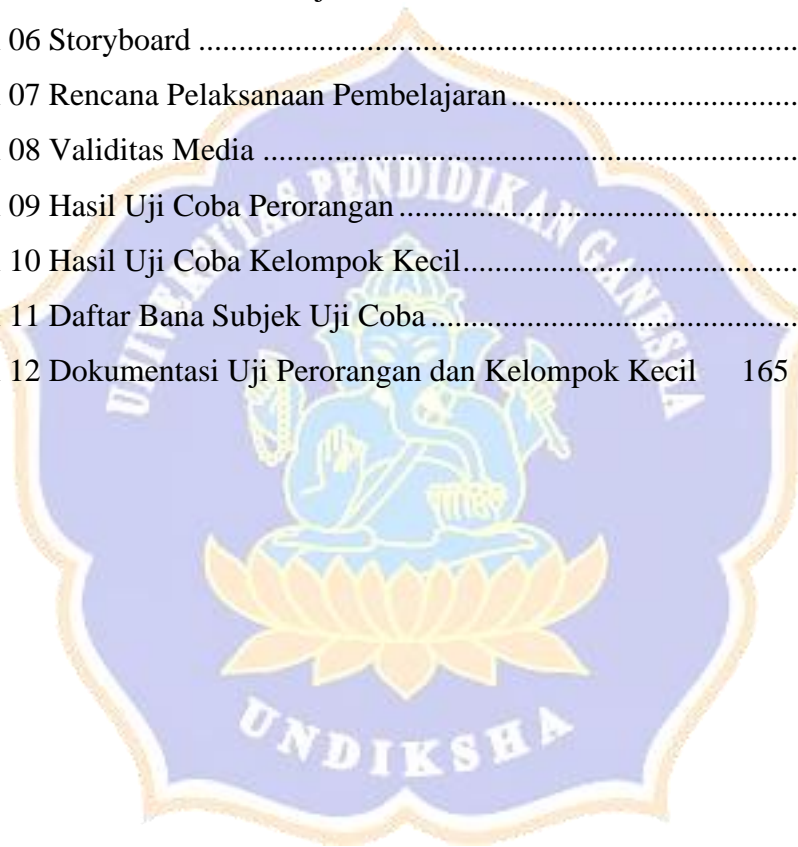 06 Storyboard ...........................................................................
07 Rencana Pelaksanaan Pembelajaran ....................................
08 Validitas Media ...................................................................
09 Hasil Uji Coba Perorangan ..................................................
10 Hasil Uji Coba Kelompok Kecil...........................................
11 Daftar Bana Subjek Uji Coba ..............................................
12 Dokumentasi Uji Perorangan dan Kelompok Kecil 165
UNIVERSITAS PENDIDIKAN GANESHA
UNDIKSHA